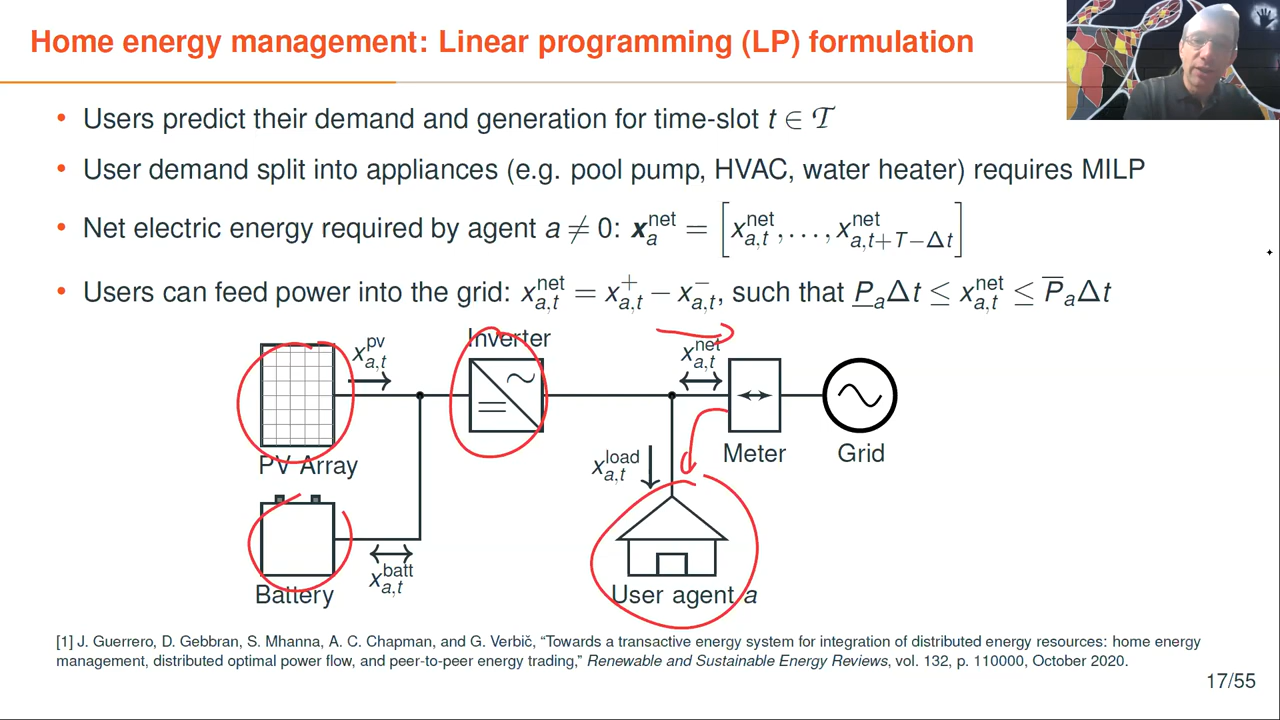 Home energy management: Linear programming (LP) formulation
• Users predict their demand and generation for time-slot t ∈ 𝒯
• User demand split into appliances (e.g. pool pump, HVAC, water heater) requires MILP
• Net electric energy required by agent a ≠ 0: x_a^net = [x_{a,t}^net, . . . , x_{a,t+T−Δt}^net]
• Users can feed power into the grid: x_{a,t}^net = x_{a,t}^+ − x_{a,t}^−, such that P̲_aΔt ≤ x_{a,t}^net ≤ P̅_aΔt
x_{a,t}^pv
Inverter
x_{a,t}^net
PV Array
x_{a,t}^load
Meter
Grid
x_{a,t}^batt
Battery
User agent a
[1] J. Guerrero, D. Gebbran, S. Mhanna, A. C. Chapman, and G. Verbič, “Towards a transactive energy system for integration of distributed energy resources: home energy
management, distributed optimal power flow, and peer-to-peer energy trading,” Renewable and Sustainable Energy Reviews, vol. 132, p. 110000, October 2020.
17/55